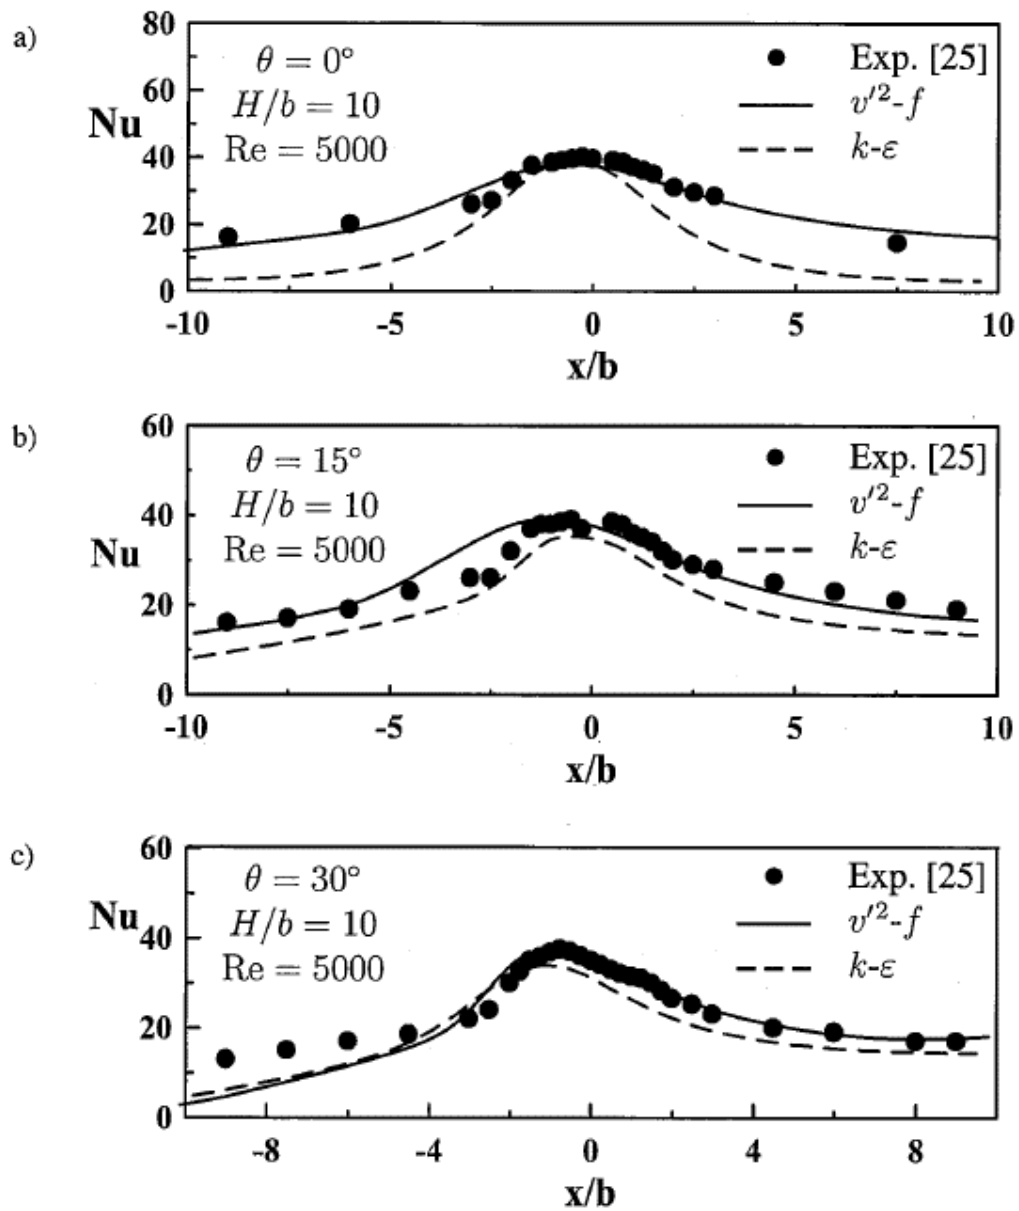 a)
80
θ = 0°
Exp. [25]
60
H/b = 10
v′²-f
Nu
Re = 5000
k-ε
40
20
0
-10 -5 0 5 10
x/b
b)
60
θ = 15°
Exp. [25]
H/b = 10
v′²-f
40
Nu
Re = 5000
k-ε
20
0
-10 -5 0 5 10
x/b
c)
60
θ = 30°
Exp. [25]
Nu
H/b = 10
v′²-f
40
Re = 5000
k-ε
20
0
-8 -4 0 4 8
x/b